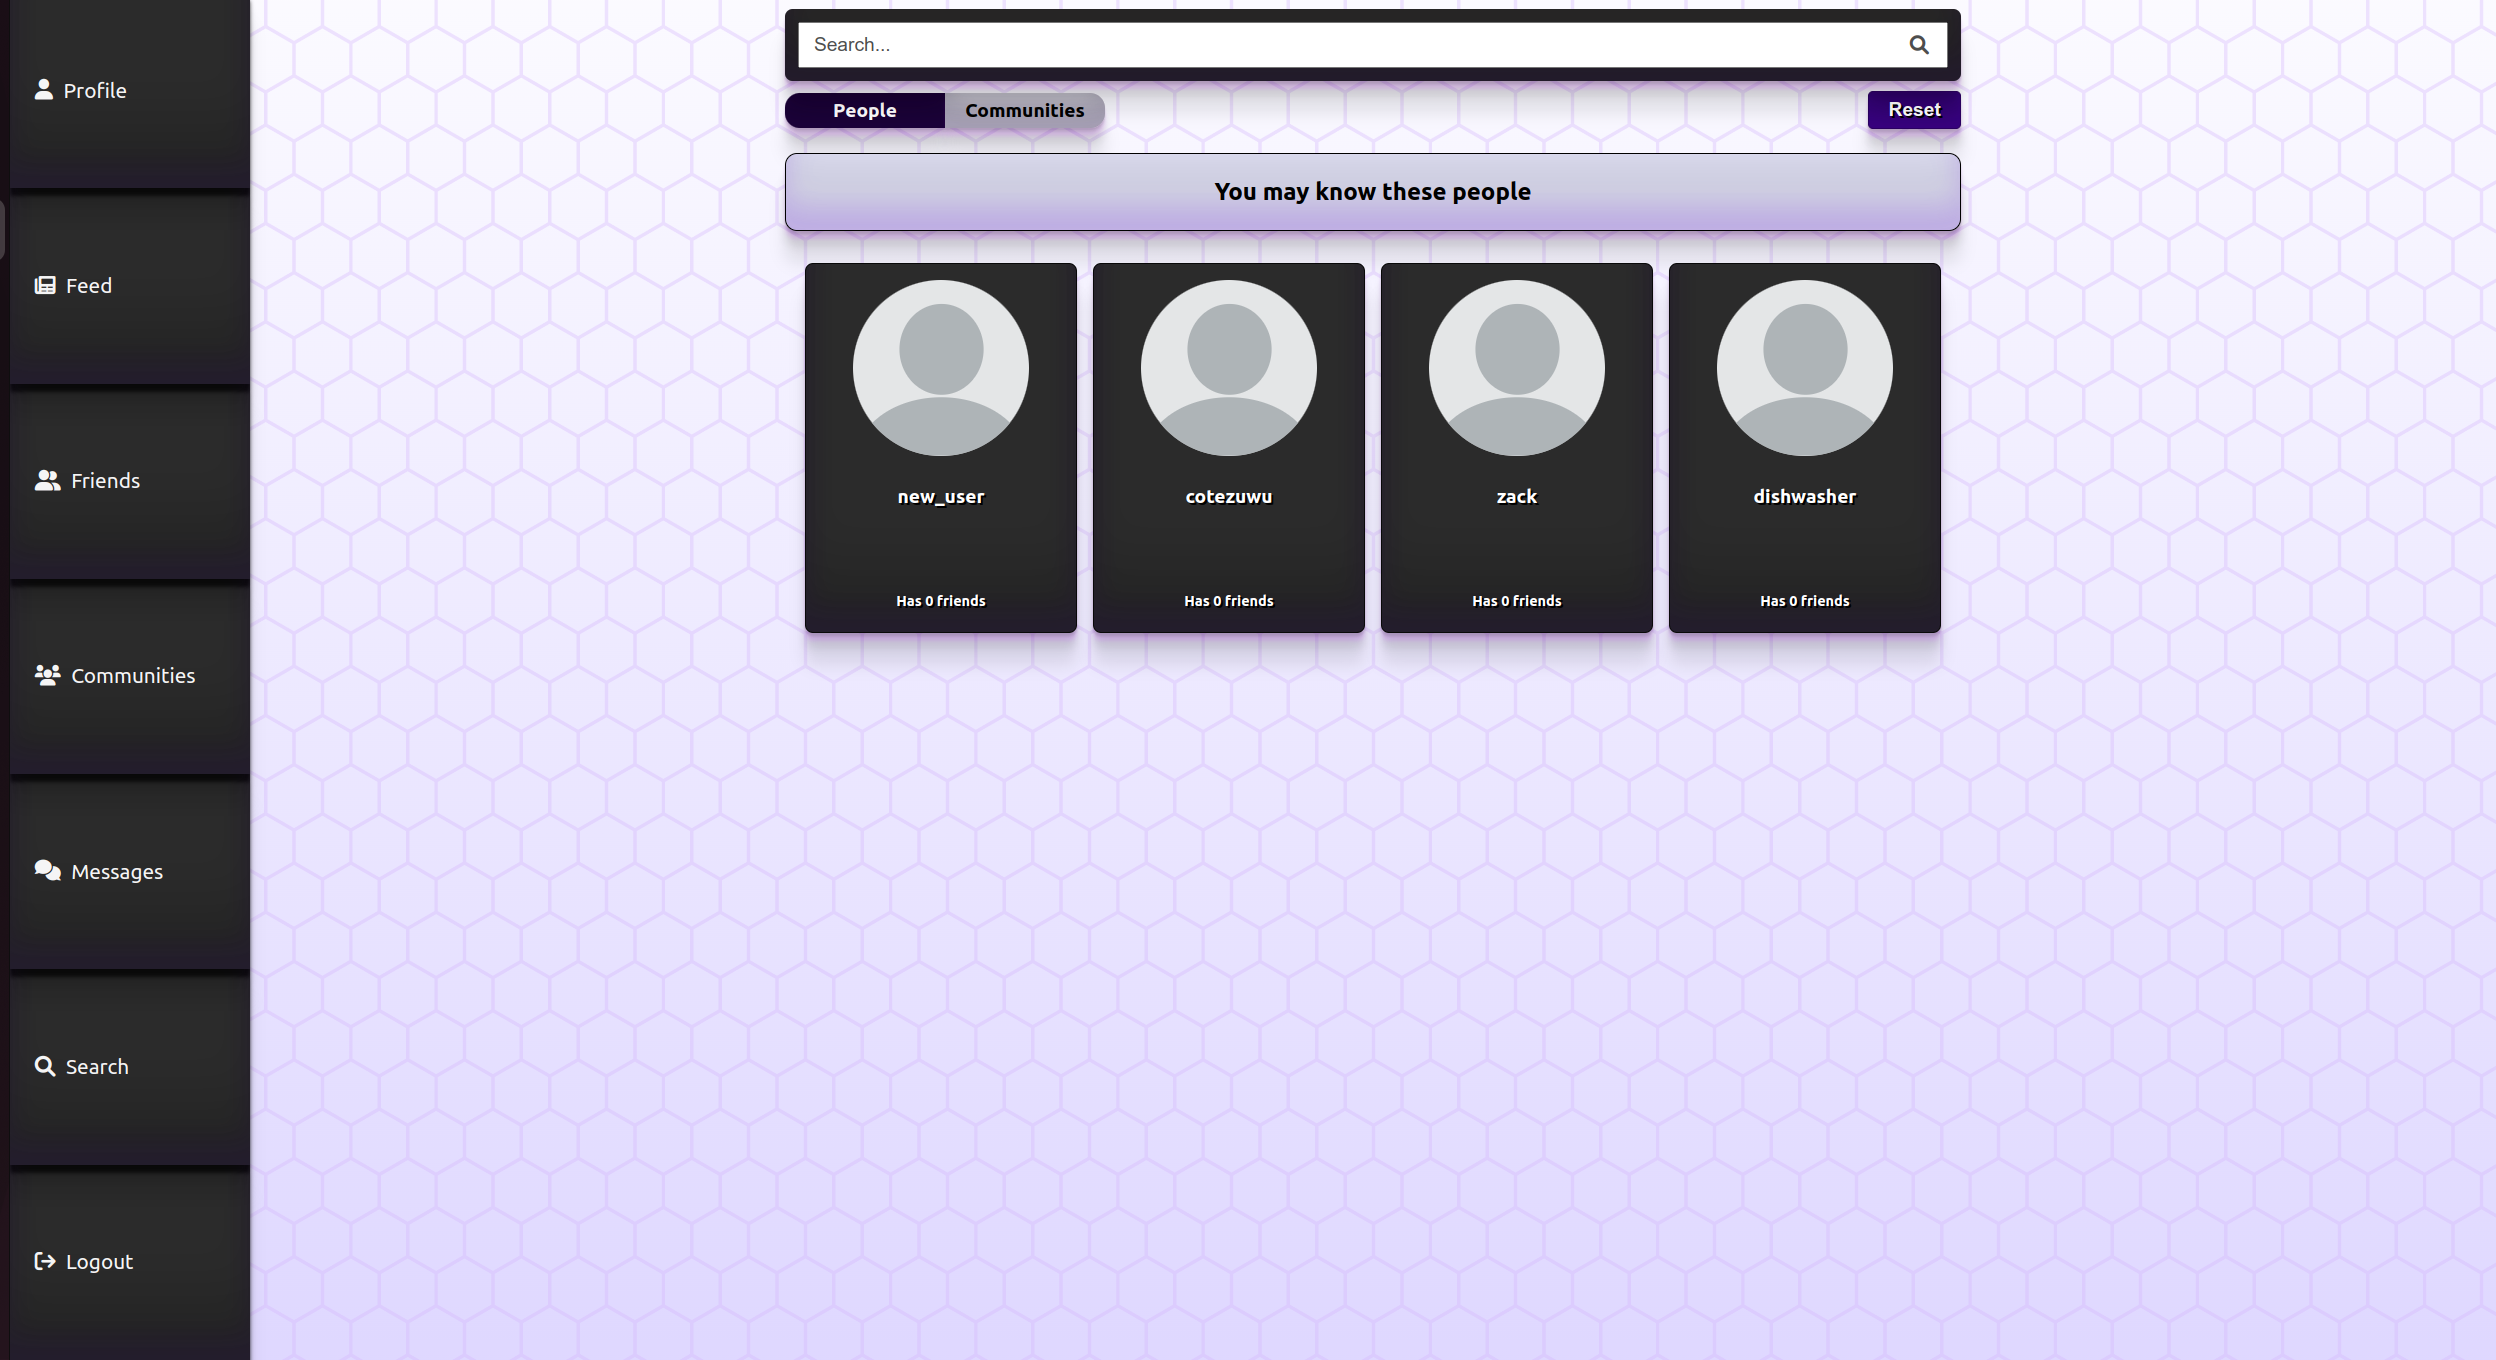 Profile
Feed
Friends
Communities
Messages
Search
Logout
Search...
People
Communities
Reset
You may know these people
new_user
cotezuwu
zack
dishwasher
Has 0 friends
Has 0 friends
Has 0 friends
Has 0 friends